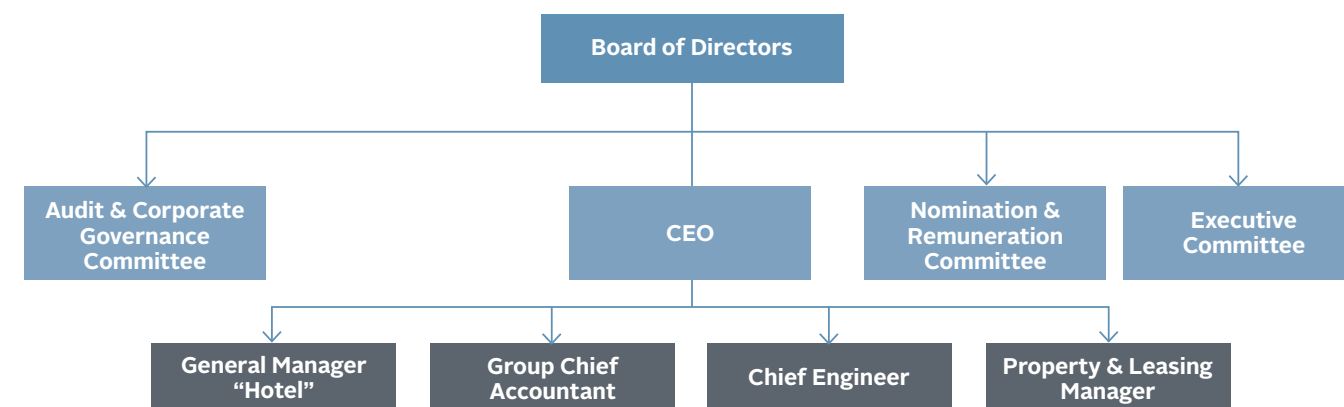 Board of Directors
Audit & Corporate
Governance
Committee
CEO
Nomination &
Remuneration
Committee
Executive
Committee
General Manager
“Hotel”
Group Chief
Accountant
Chief Engineer
Property & Leasing
Manager